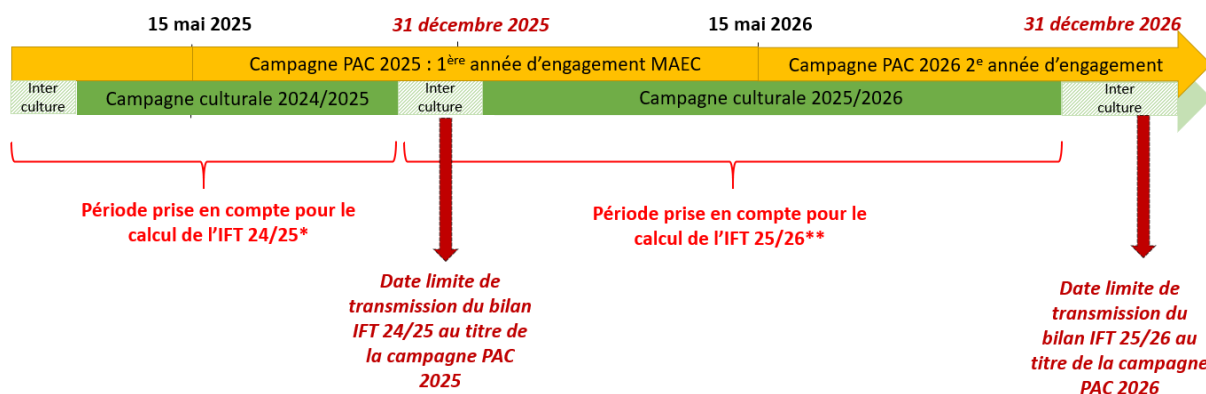 15 mai 2025
31 décembre 2025
15 mai 2026
31 décembre 2026
Campagne PAC 2025 : 1ère année d'engagement MAEC
Campagne PAC 2026 2e année d'engagement
Inter
culture
Campagne culturale 2024/2025
Inter
culture
Campagne culturale 2025/2026
Inter
culture
Période prise en compte pour le
calcul de l'IFT 24/25*
Période prise en compte pour le
calcul de l'IFT 25/26**
Date limite de
transmission du bilan
IFT 24/25 au titre de
la campagne PAC
2025
Date limite de
transmission du
bilan IFT 25/26 au
titre de la campagne
PAC 2026